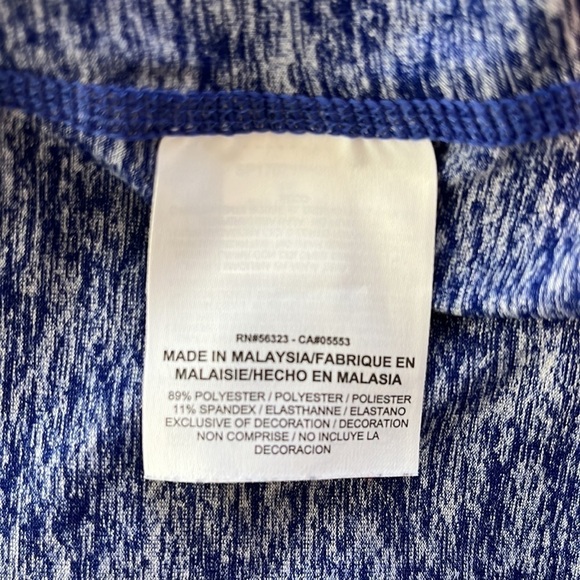 RN#56323 - CA#05553
MADE IN MALAYSIA/FABRIQUE EN
MALAISIE/HECHO EN MALASIA
89% POLYESTER / POLYESTER / POLIESTER
11% SPANDEX / ELASTHANNE / ELASTANO
EXCLUSIVE OF DECORATION / DECORATION
NON COMPRISE / NO INCLUYE LA
DECORACION